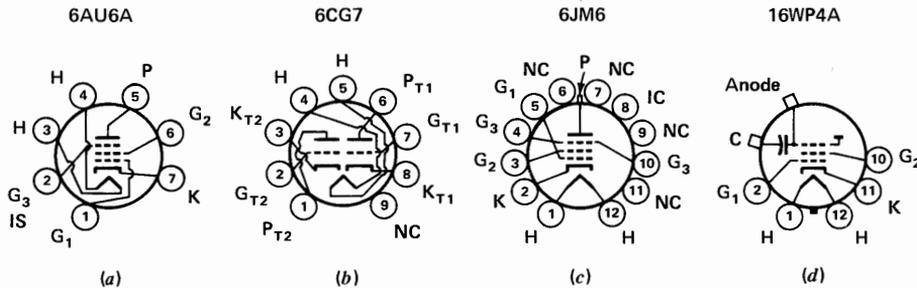 6AU6A
6CG7
6JM6
16WP4A
H
P
4
5
H
3
6
G2
G3
2
7
K
IS
1
G1
H
H
5
PT1
4
6
KT2
3
7
GT1
GT2
2
8
KT1
1
9
PT2
NC
P
NC
NC
G1
6
7
IC
5
8
G3
4
9
NC
G2
3
10
G3
K
2
11
NC
1
12
H
H
Anode
C
10
G2
G1
2
11
K
1
12
H
H
(a)
(b)
(c)
(d)